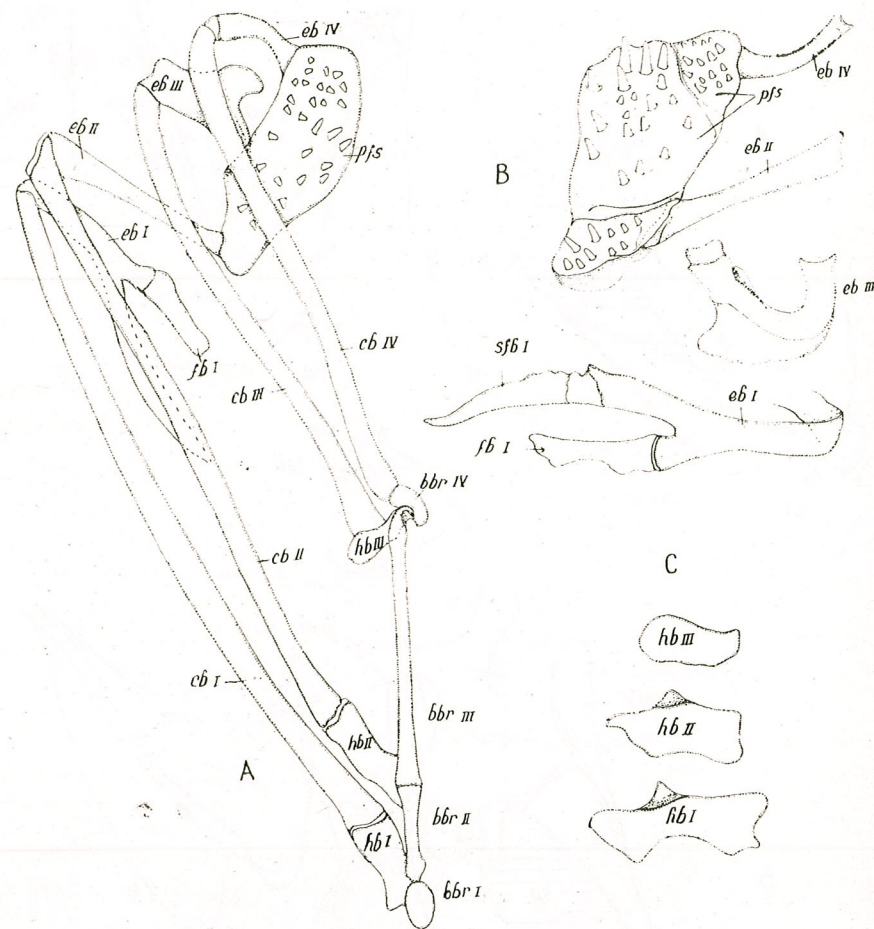 eb IV
eb III
eb II
pfs
eb I
fb I
cb IV
cb III
bbr IV
hb III
cb II
cb I
bbr III
hb II
A
bbr II
hb I
bbr I
eb IV
pfs
B
eb II
eb III
sfb I
eb I
fb I
C
hb III
hb II
hb I